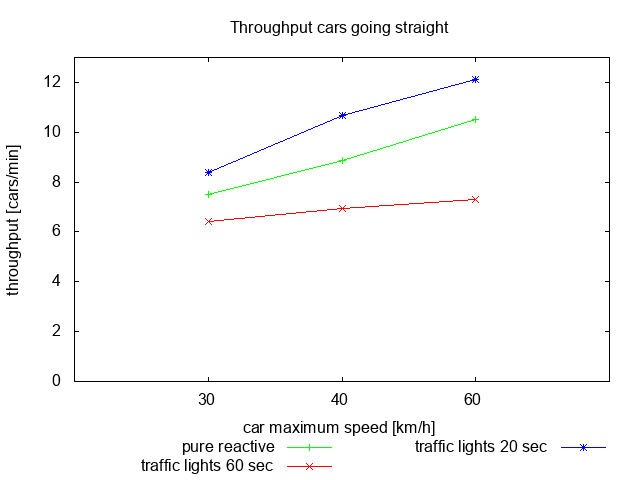 Throughput cars going straight
throughput [cars/min]
12
10
8
6
4
2
0
30 40 60
car maximum speed [km/h]
pure reactive traffic lights 20 sec
traffic lights 60 sec